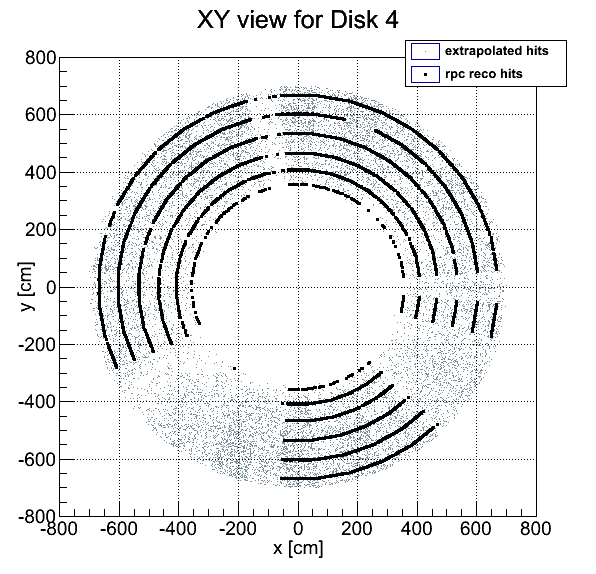 XY view for Disk 4
extrapolated hits
rpc reco hits
y [cm]
800
600
400
200
0
-200
-400
-600
-800
-800 -600 -400 -200 0 200 400 600 800
x [cm]